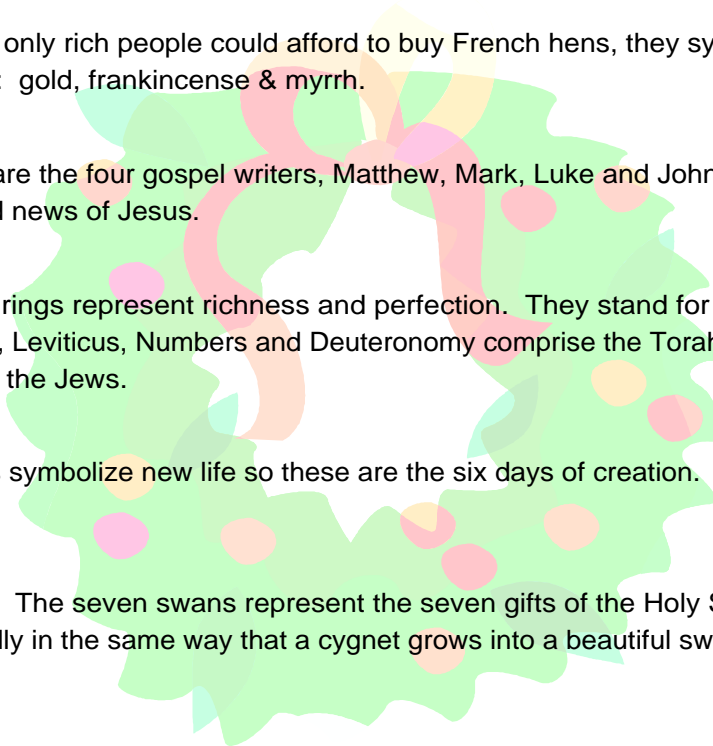 only rich people could afford to buy French hens, they sy
: gold, frankincense & myrrh.
are the four gospel writers, Matthew, Mark, Luke and John
news of Jesus.
rings represent richness and perfection.  They stand for
, Leviticus, Numbers and Deuteronomy comprise the Torah
the Jews.
symbolize new life so these are the six days of creation.
The seven swans represent the seven gifts of the Holy S
lly in the same way that a cygnet grows into a beautiful sw